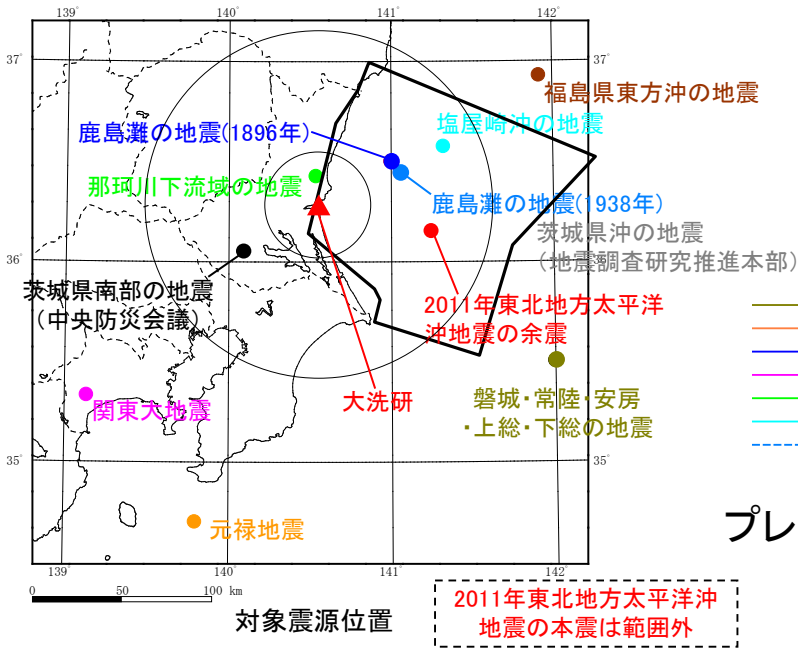 139°
140°
141°
142°
37°
37°
福島県東方沖の地震
塩屋崎沖の地震
鹿島灘の地震(1896年)
那珂川下流域の地震
鹿島灘の地震(1938年)
茨城県沖の地震
(地震調査研究推進本部)
36°
36°
茨城県南部の地震
(中央防災会議)
2011年東北地方太平洋
沖地震の余震
大洗研
関東大地震
磐城・常陸・安房
・上総・下総の地震
35°
35°
元禄地震
プレ
139°
140°
141°
142°
0 50 100 km
対象震源位置
2011年東北地方太平洋沖
地震の本震は範囲外